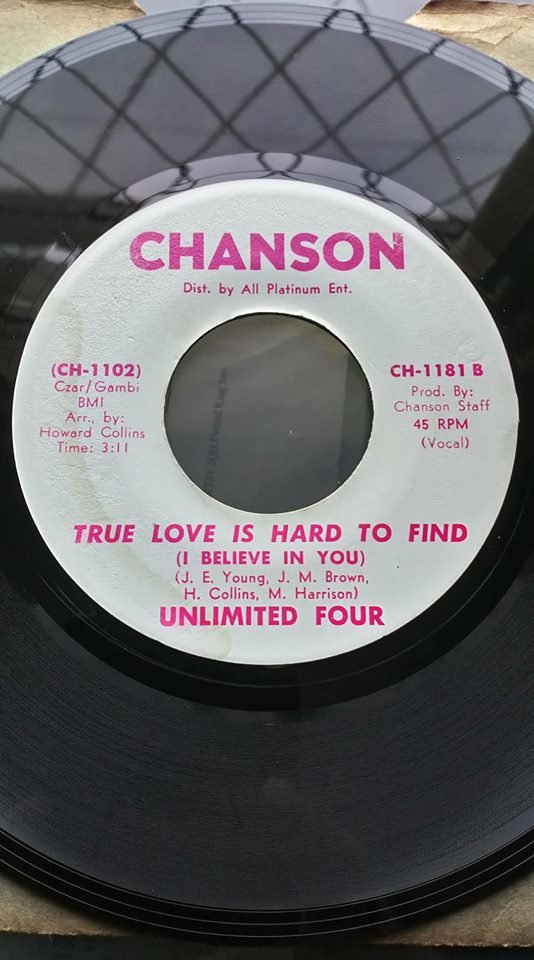 CHANSON
Dist. by All Platinum Ent.
(CH-1102)
Czar/Gambi
BMI
Arr., by:
Howard Collins
Time: 3:11
CH-1181 B
Prod. By:
Chanson Staff
45 RPM
(Vocal)
TRUE LOVE IS HARD TO FIND
(I BELIEVE IN YOU)
(J. E. Young, J. M. Brown,
H. Collins, M. Harrison)
UNLIMITED FOUR